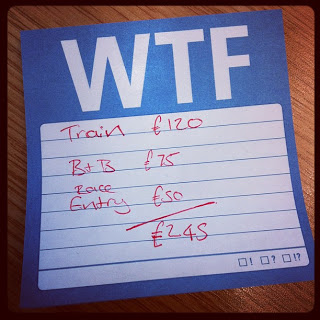 WTF
Train £120
B+B £75
Race
Entry £50
£245
□! □? □!?